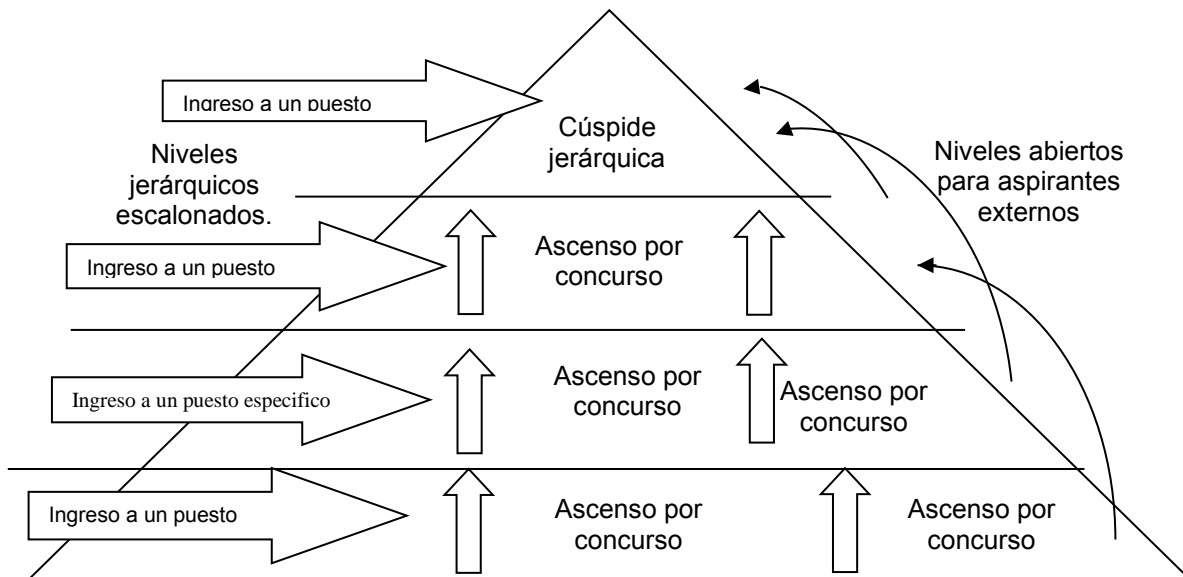 Ingreso a un puesto
Cúspide
jerárquica
Niveles
jerárquicos
escalonados.
Niveles abiertos
para aspirantes
externos
Ingreso a un puesto
Ascenso por
concurso
Ingreso a un puesto especifico
Ascenso por
concurso
Ascenso por
concurso
Ingreso a un puesto
Ascenso por
concurso
Ascenso por
concurso